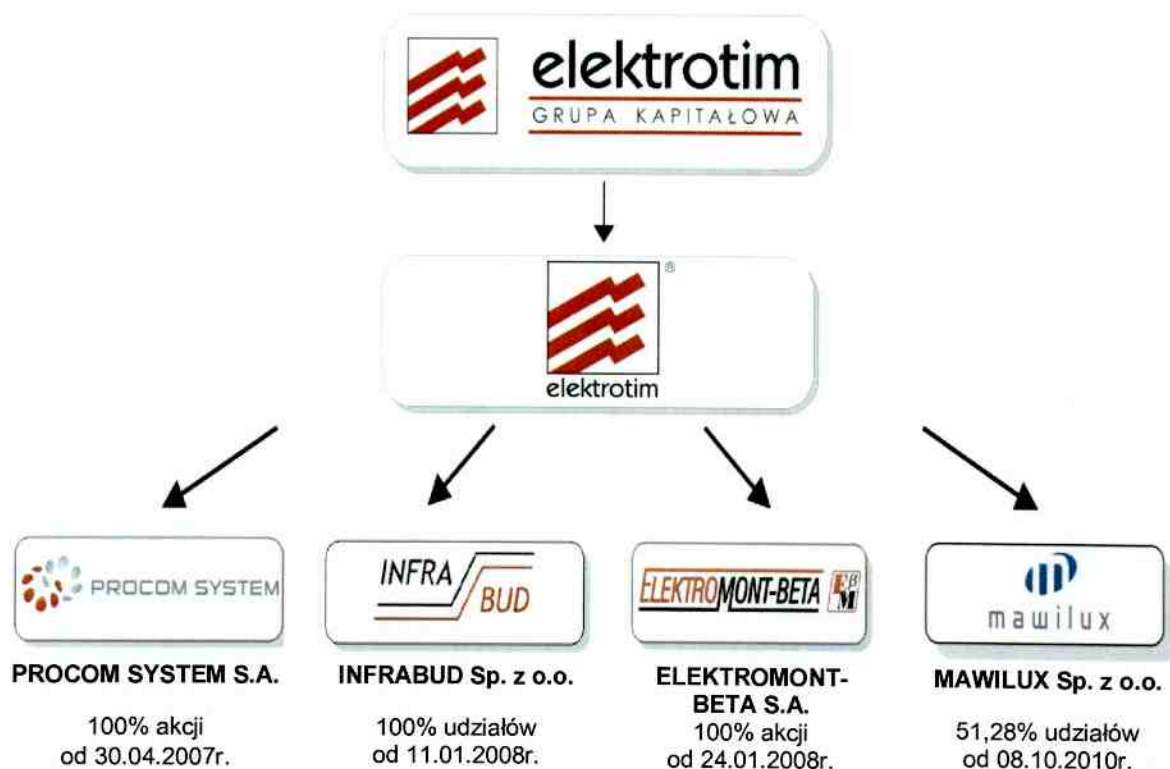 elektrotim
GRUPA KAPITAŁOWA
®
elektrotim
PROCOM SYSTEM
INFRA
BUD
ELEKTROMONT-BETA EβM
mawilux
PROCOM SYSTEM S.A.
100% akcji
od 30.04.2007r.
INFRABUD Sp. z o.o.
100% udziałów
od 11.01.2008r.
ELEKTROMONT-
BETA S.A.
100% akcji
od 24.01.2008r.
MAWILUX Sp. z o.o.
51,28% udziałów
od 08.10.2010r.